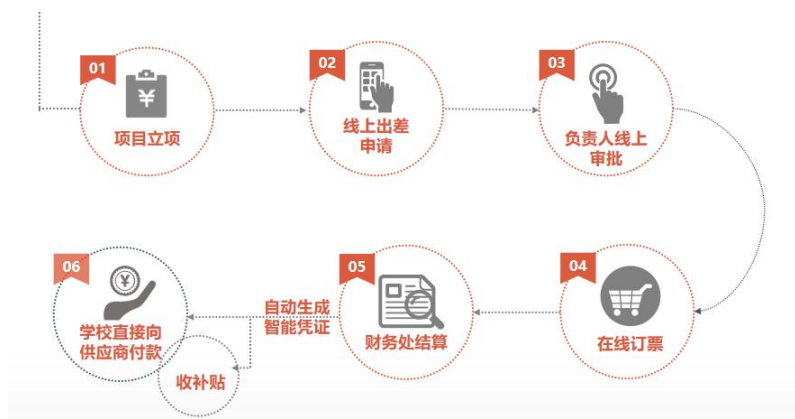 01
项目立项
02
线上出差
申请
03
负责人线上
审批
04
在线订票
05
财务处结算
自动生成
智能凭证
06
学校直接向
供应商付款
收补贴